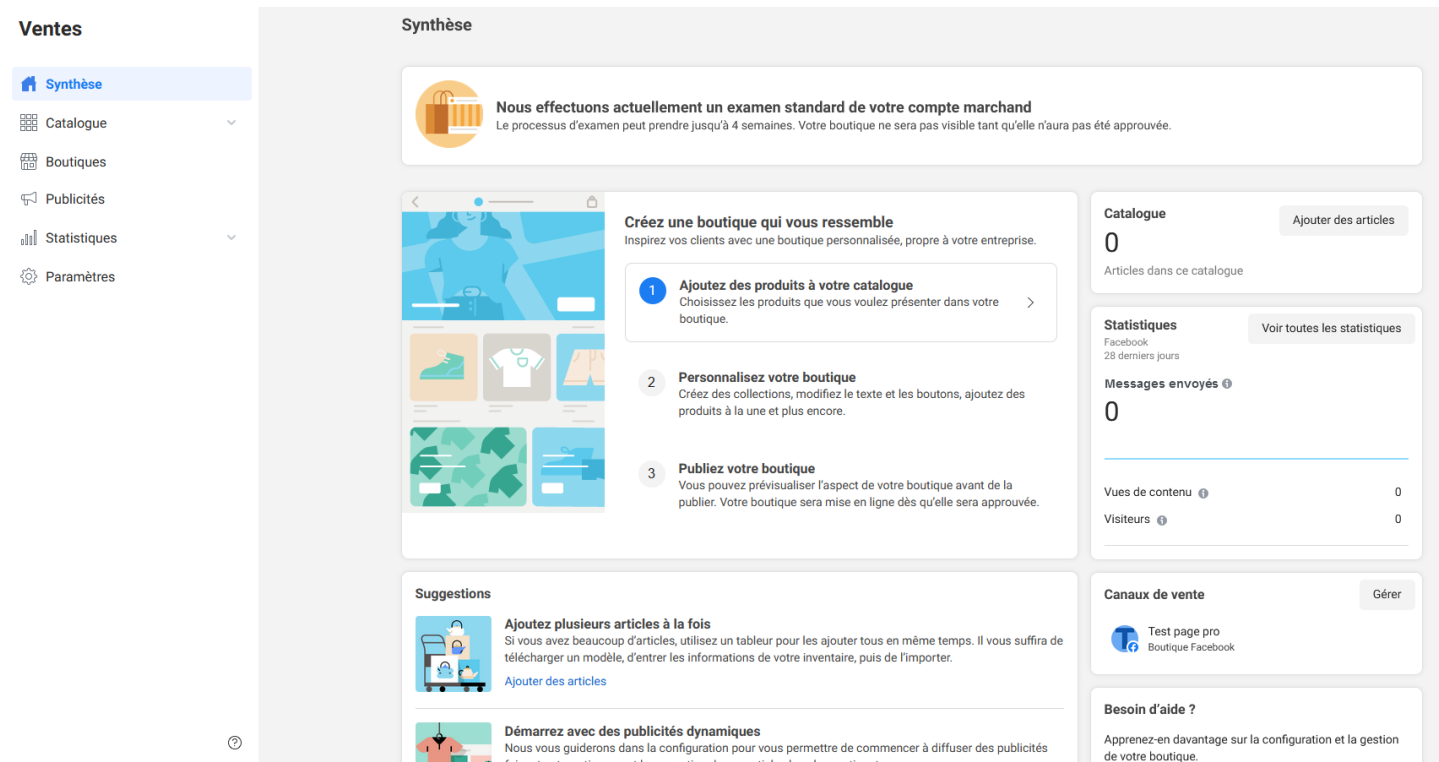 Ventes
Synthèse
Catalogue
Boutiques
Publicités
Statistiques
Paramètres
Synthèse
Nous effectuons actuellement un examen standard de votre compte marchand
Le processus d'examen peut prendre jusqu'à 4 semaines. Votre boutique ne sera pas visible tant qu'elle n'aura pas été approuvée.
Créez une boutique qui vous ressemble
Inspirez vos clients avec une boutique personnalisée, propre à votre entreprise.
1
Ajoutez des produits à votre catalogue
Choisissez les produits que vous voulez présenter dans votre
boutique.
2
Personnalisez votre boutique
Créez des collections, modifiez le texte et les boutons, ajoutez des
produits à la une et plus encore.
3
Publiez votre boutique
Vous pouvez prévisualiser l'aspect de votre boutique avant de la
publier. Votre boutique sera mise en ligne dès qu'elle sera approuvée.
Suggestions
Ajoutez plusieurs articles à la fois
Si vous avez beaucoup d'articles, utilisez un tableur pour les ajouter tous en même temps. Il vous suffira de
télécharger un modèle, d'entrer les informations de votre inventaire, puis de l'importer.
Ajouter des articles
Démarrez avec des publicités dynamiques
Nous vous guiderons dans la configuration pour vous permettre de commencer à diffuser des publicités
Catalogue
Ajouter des articles
0
Articles dans ce catalogue
Statistiques
Voir toutes les statistiques
Facebook
28 derniers jours
Messages envoyés
0
Vues de contenu 0
Visiteurs 0
Canaux de vente
Gérer
T
Test page pro
Boutique Facebook
Besoin d'aide ?
Apprenez-en davantage sur la configuration et la gestion
de votre boutique.